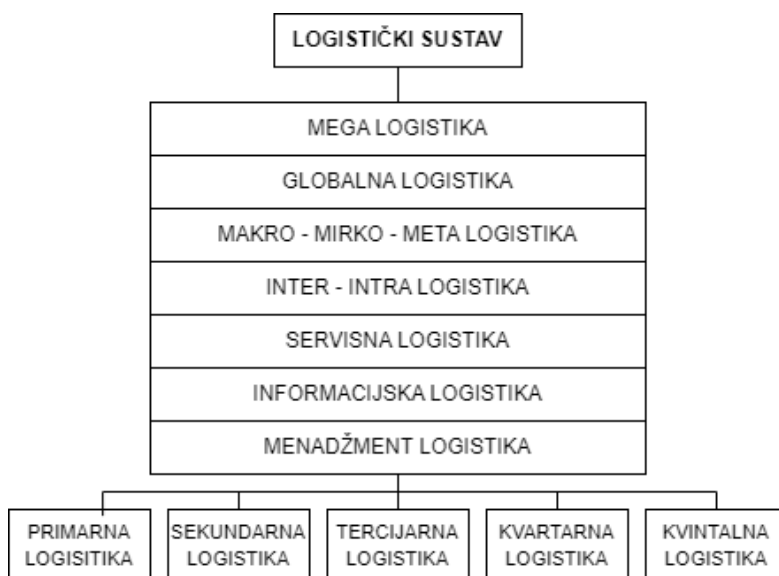 LOGISTIČKI SUSTAV
MEGA LOGISTIKA
GLOBALNA LOGISTIKA
MAKRO - MIRKO - META LOGISTIKA
INTER - INTRA LOGISTIKA
SERVISNA LOGISTIKA
INFORMACIJSKA LOGISTIKA
MENADŽMENT LOGISTIKA
PRIMARNA
LOGISITIKA
SEKUNDARNA
LOGISTIKA
TERCIJARNA
LOGISTIKA
KVARTARNA
LOGISTIKA
KVINTALNA
LOGISTIKA